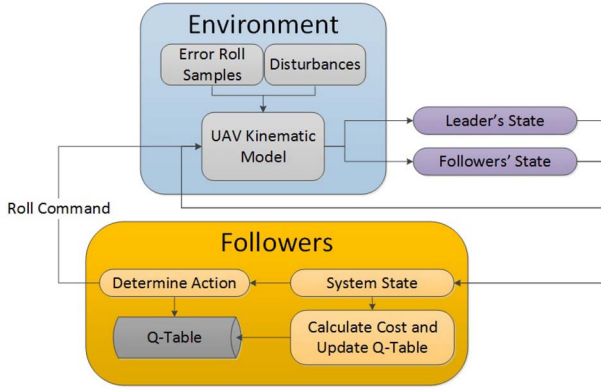 Environment
Error Roll
Samples
Disturbances
UAV Kinematic
Model
Leader's State
Followers' State
Roll Command
Followers
Determine Action
System State
Q-Table
Calculate Cost and
Update Q-Table